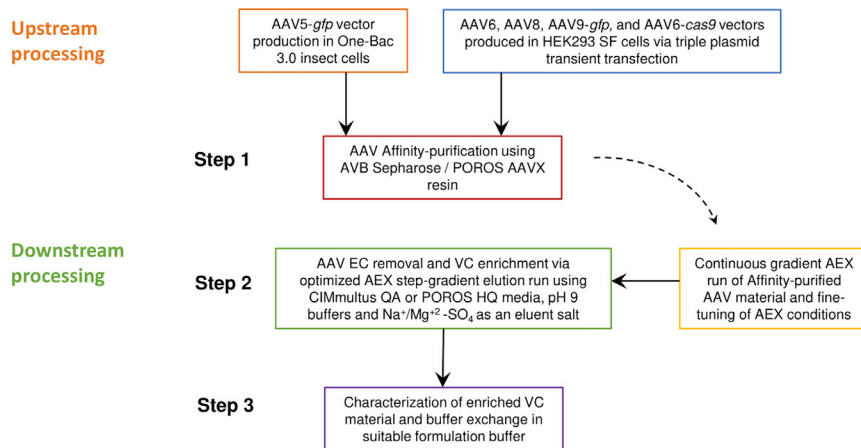 Upstream
processing
AAV5-gfp vector
production in One-Bac
3.0 insect cells
AAV6, AAV8, AAV9-gfp, and AAV6-cas9 vectors
produced in HEK293 SF cells via triple plasmid
transient transfection
Step 1
AAV Affinity-purification using
AVB Sepharose / POROS AAVX
resin
Downstream
processing
Step 2
AAV EC removal and VC enrichment via
optimized AEX step-gradient elution run using
CIMmultus QA or POROS HQ media, pH 9
buffers and Na⁺/Mg⁺²-SO₄ as an eluent salt
Continuous gradient AEX
run of Affinity-purified
AAV material and fine-
tuning of AEX conditions
Step 3
Characterization of enriched VC
material and buffer exchange in
suitable formulation buffer